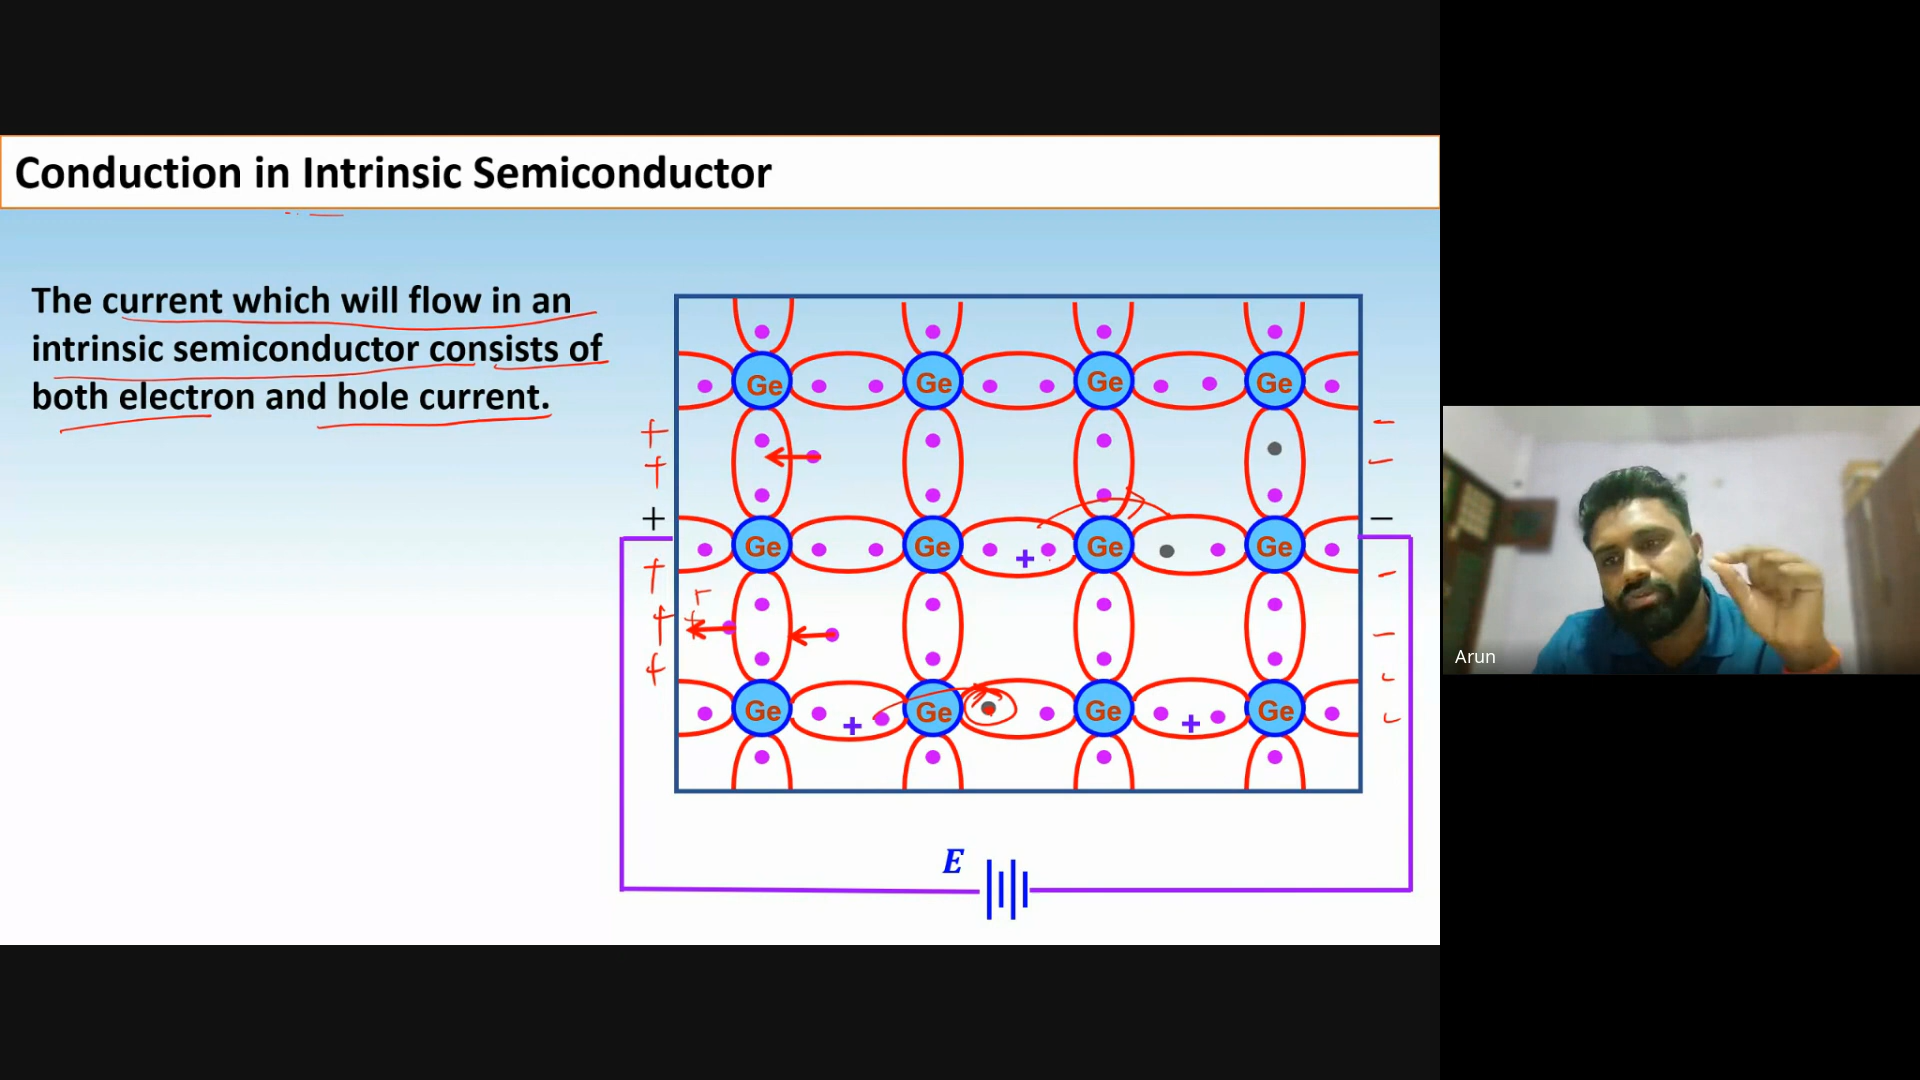 Conduction in Intrinsic Semiconductor
The current which will flow in an
intrinsic semiconductor consists of
both electron and hole current.
Ge Ge Ge Ge
+ −
+ −
+ −
Ge Ge + Ge Ge
+ −
+ −
+ -
-
Ge + Ge Ge + Ge
E
Arun